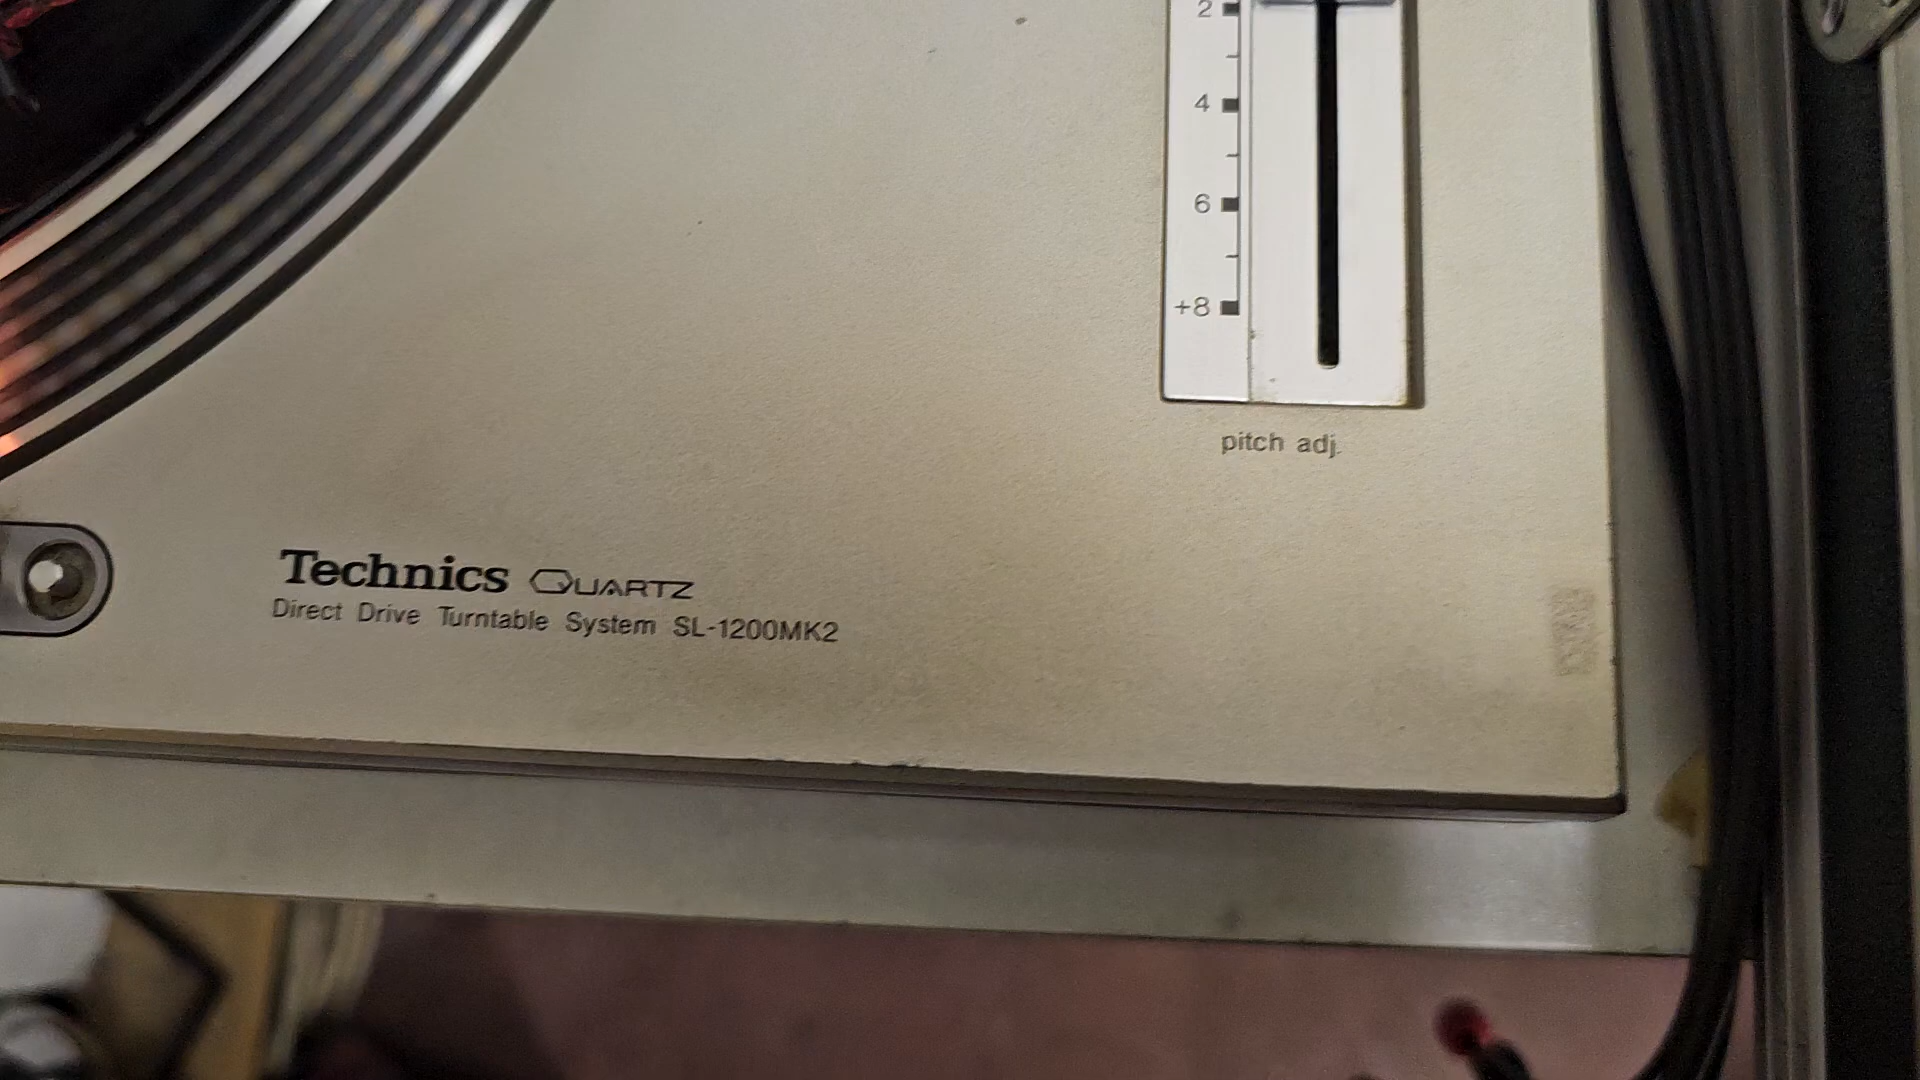 2
4
6
+8
pitch adj.
Technics QUARTZ
Direct Drive Turntable System SL-1200MK2